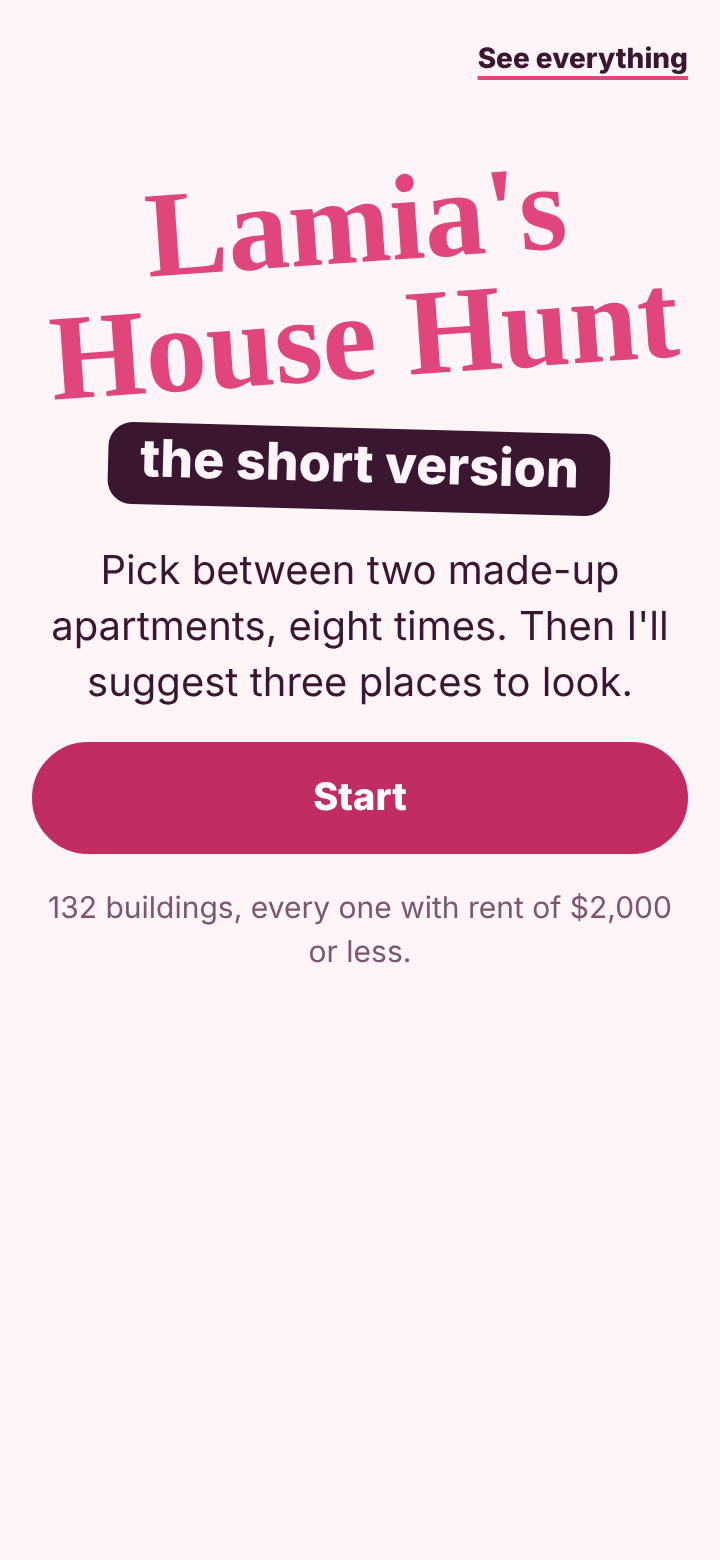 See everything
Lamia's
House Hunt
the short version
Pick between two made-up
apartments, eight times. Then I'll
suggest three places to look.
Start
132 buildings, every one with rent of $2,000
or less.